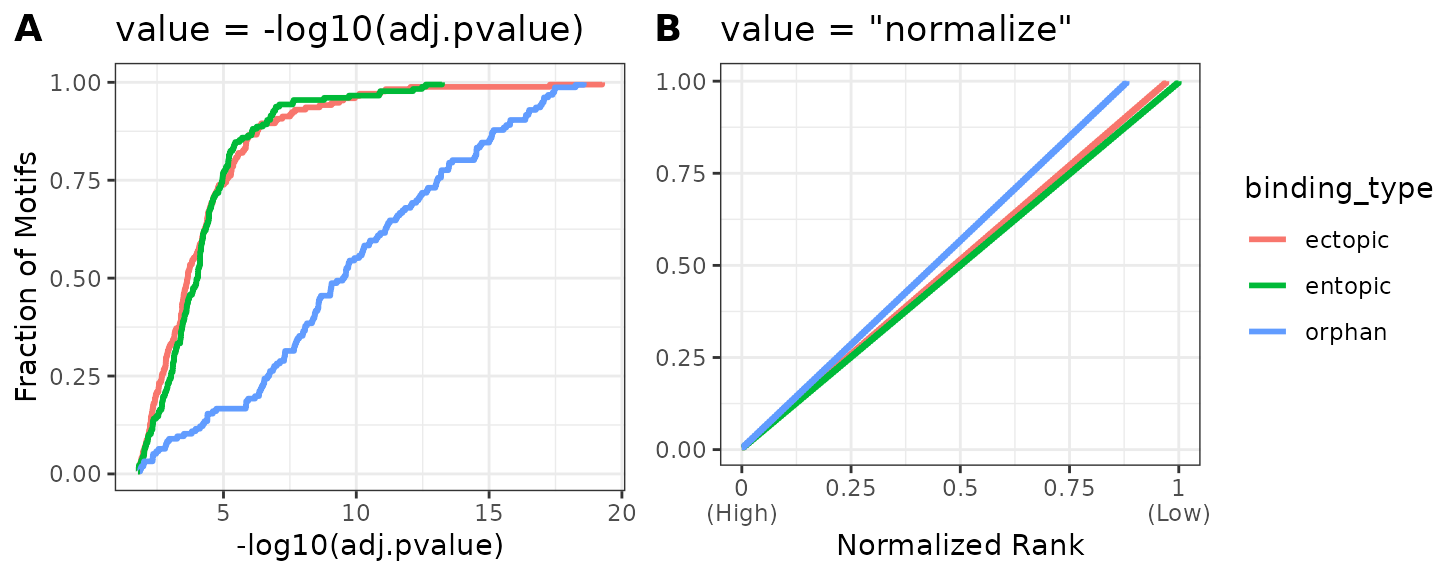 A
value = -log10(adj.pvalue)
Fraction of Motifs
1.00
0.75
0.50
0.25
0.00
5
10
15
20
-log10(adj.pvalue)
B
value = "normalize"
1.00
0.75
0.50
0.25
0.00
0
(High)
0.25
0.5
0.75
1
(Low)
Normalized Rank
binding_type
ectopic
entopic
orphan